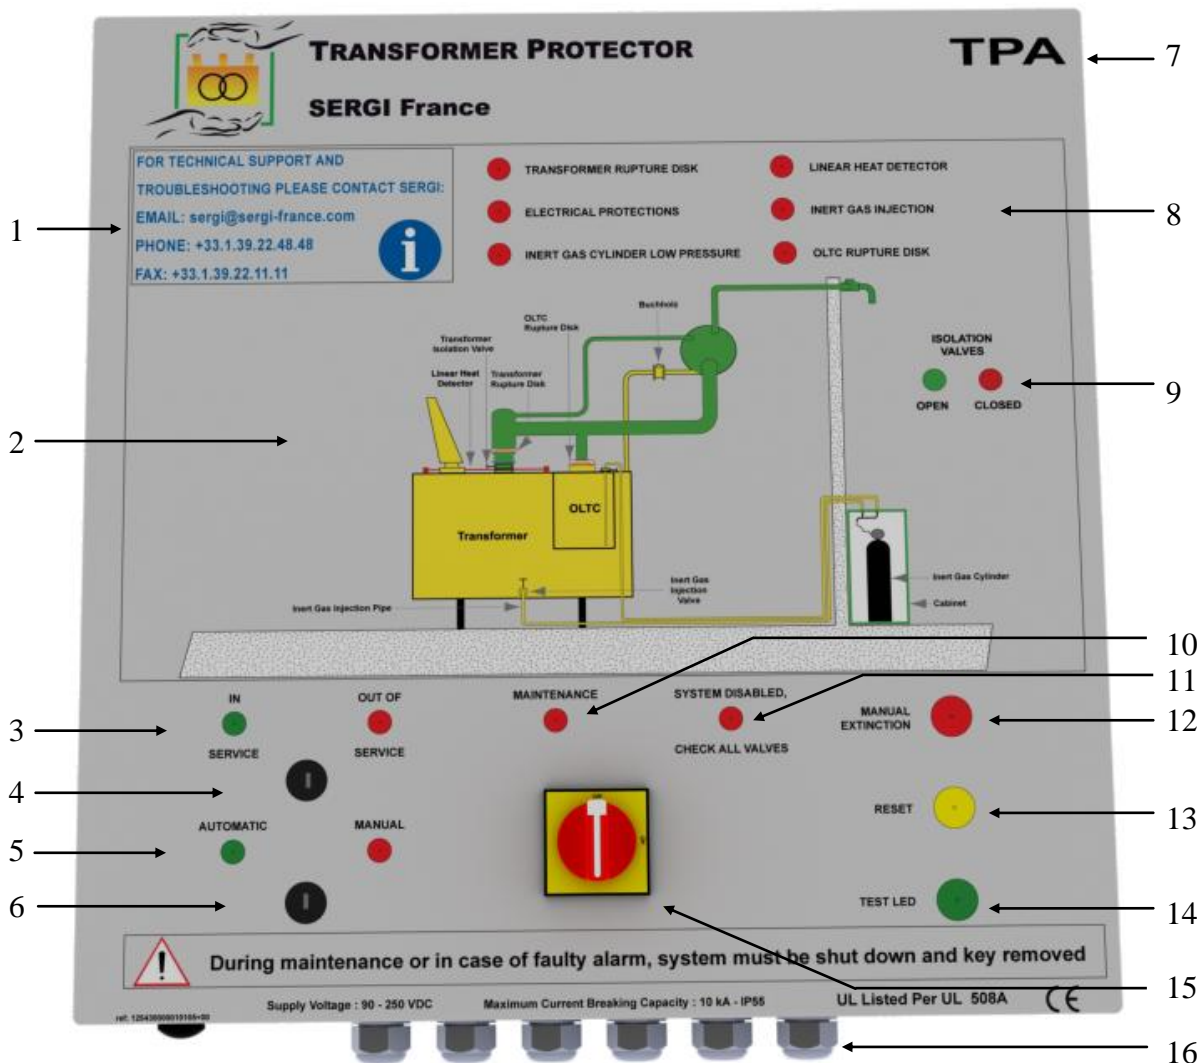 TRANSFORMER PROTECTOR
SERGI France
TPA
7
FOR TECHNICAL SUPPORT AND
TROUBLESHOOTING PLEASE CONTACT SERGI:
EMAIL: sergi@sergi-france.com
PHONE: +33.1.39.22.48.48
FAX: +33.1.39.22.11.11
i
1
TRANSFORMER RUPTURE DISK
LINEAR HEAT DETECTOR
ELECTRICAL PROTECTIONS
INERT GAS INJECTION
8
INERT GAS CYLINDER LOW PRESSURE
OLTC RUPTURE DISK
Buchholz
OLTC
Rupture Disk
Transformer
Isolation Valve
Linear Heat
Detector
Transformer
Rupture Disk
ISOLATION
VALVES
OPEN
CLOSED
9
2
OLTC
Transformer
Inert Gas
Injection
Valve
Inert Gas Injection Pipe
Inert Gas Cylinder
Cabinet
10
11
IN
SERVICE
OUT OF
SERVICE
MAINTENANCE
SYSTEM DISABLED,
CHECK ALL VALVES
MANUAL
EXTINCTION
12
3
4
RESET
13
AUTOMATIC
MANUAL
5
6
TEST LED
14
15
During maintenance or in case of faulty alarm, system must be shut down and key removed
Supply Voltage : 90 - 250 VDC
Maximum Current Breaking Capacity : 10 kA - IP55
UL Listed Per UL 508A
CE
16